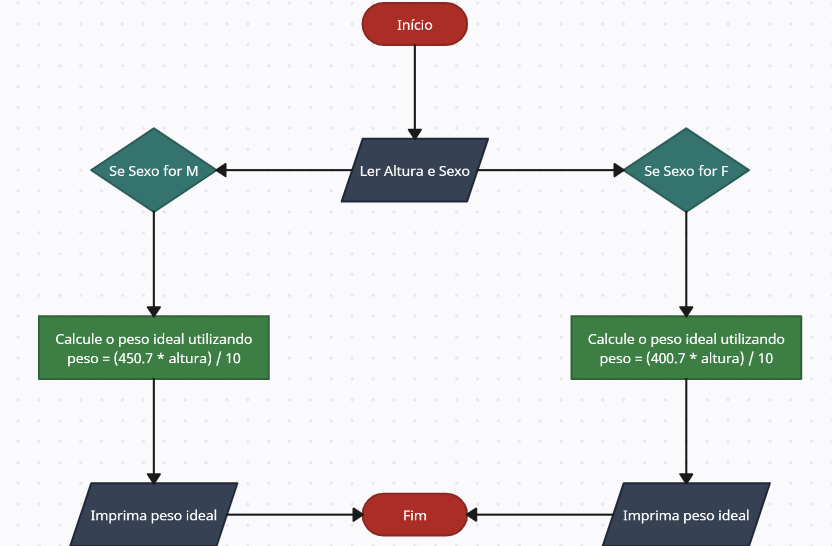 Início
Se Sexo for M
Ler Altura e Sexo
Se Sexo for F
Calcule o peso ideal utilizando
peso = (450.7 * altura) / 10
Calcule o peso ideal utilizando
peso = (400.7 * altura) / 10
Imprima peso ideal
Fim
Imprima peso ideal